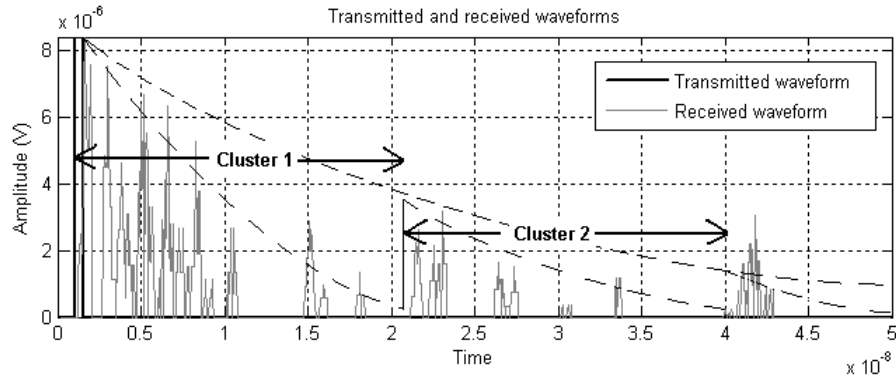 Transmitted and received waveforms
x 10⁻⁶
8
6
4
2
0
Amplitude (V)
Transmitted waveform
Received waveform
Cluster 1
Cluster 2
0 0.5 1 1.5 2 2.5 3 3.5 4 4.5 5
Time
x 10⁻⁸